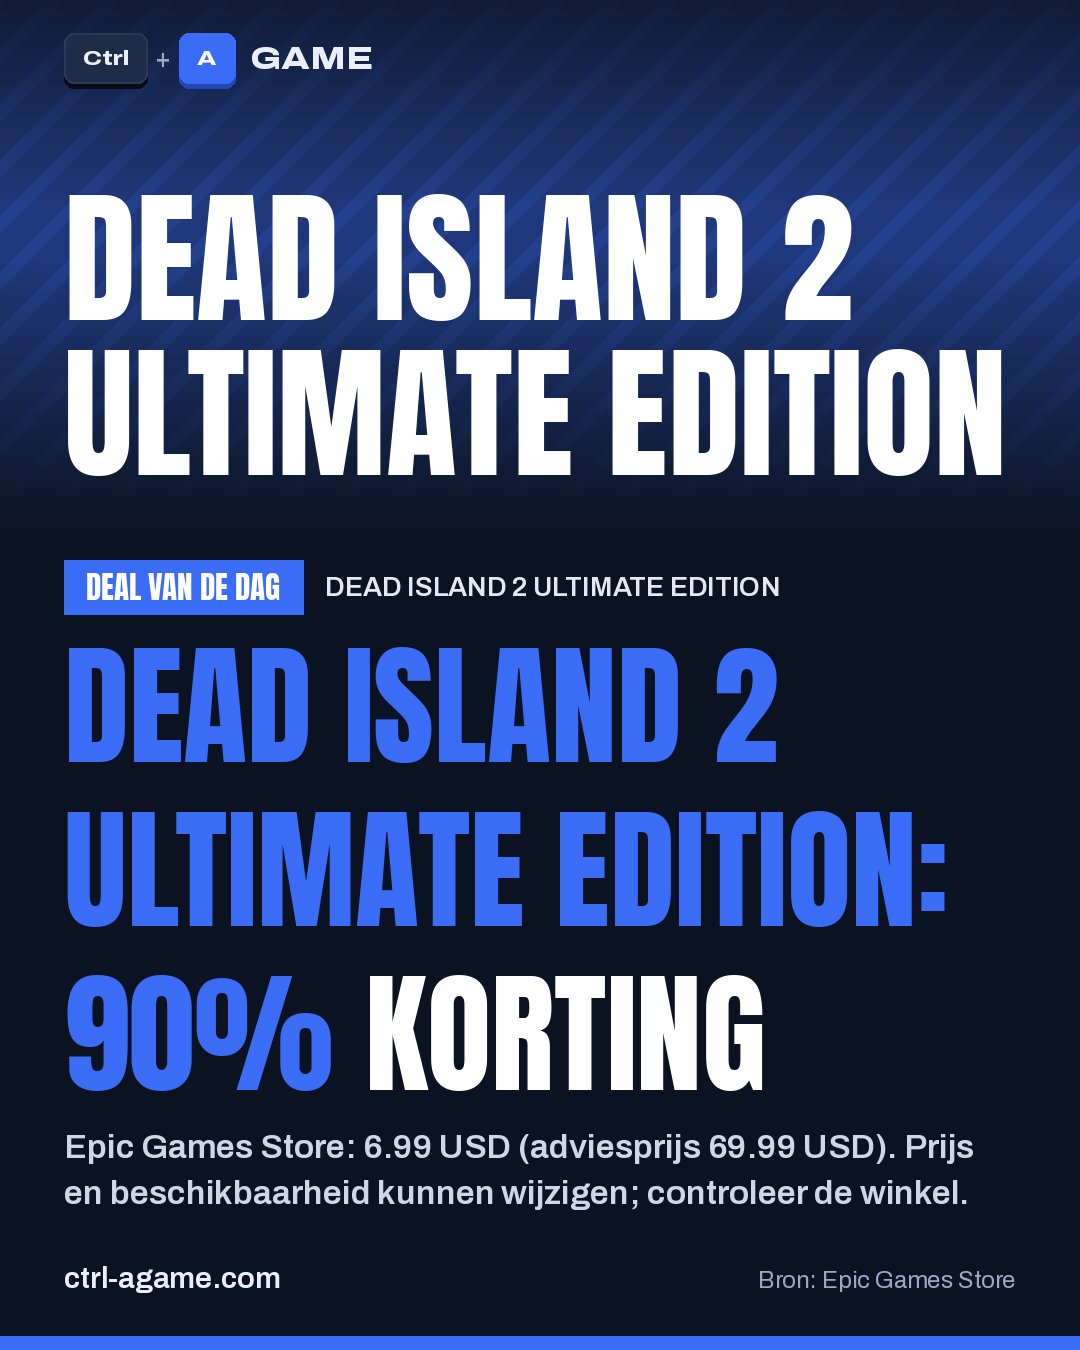 Ctrl + A GAME
DEAD ISLAND 2
ULTIMATE EDITION
DEAL VAN DE DAG DEAD ISLAND 2 ULTIMATE EDITION
DEAD ISLAND 2
ULTIMATE EDITION:
90% KORTING
Epic Games Store: 6.99 USD (adviesprijs 69.99 USD). Prijs
en beschikbaarheid kunnen wijzigen; controleer de winkel.
ctrl-agame.com Bron: Epic Games Store